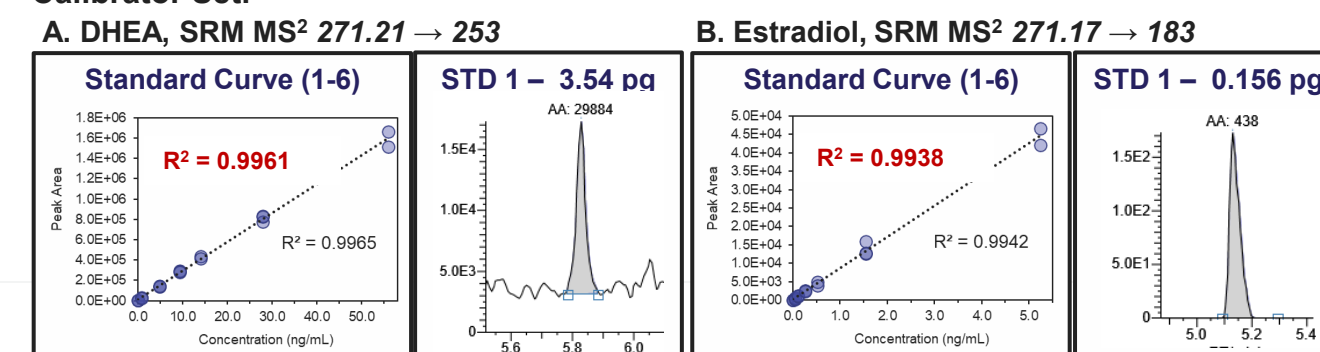 A. DHEA, SRM MS² 271.21 → 253
Standard Curve (1-6)
1.8E+06
1.6E+06
1.4E+06
1.2E+06
1.0E+06
8.0E+05
6.0E+05
4.0E+05
2.0E+05
0.0E+00
Peak Area
R² = 0.9961
R² = 0.9965
0.0 10.0 20.0 30.0 40.0 50.0
Concentration (ng/mL)
STD 1 – 3.54 pg
AA: 29884
1.5E4
1.0E4
5.0E3
0
5.6 5.8 6.0
B. Estradiol, SRM MS² 271.17 → 183
Standard Curve (1-6)
5.0E+04
4.5E+04
4.0E+04
3.5E+04
3.0E+04
2.5E+04
2.0E+04
1.5E+04
1.0E+04
5.0E+03
0.0E+00
Peak Area
R² = 0.9938
R² = 0.9942
0.0 1.0 2.0 3.0 4.0 5.0
Concentration (ng/mL)
STD 1 – 0.156 pg
AA: 438
1.5E2
1.0E2
5.0E1
0
5.0 5.2 5.4